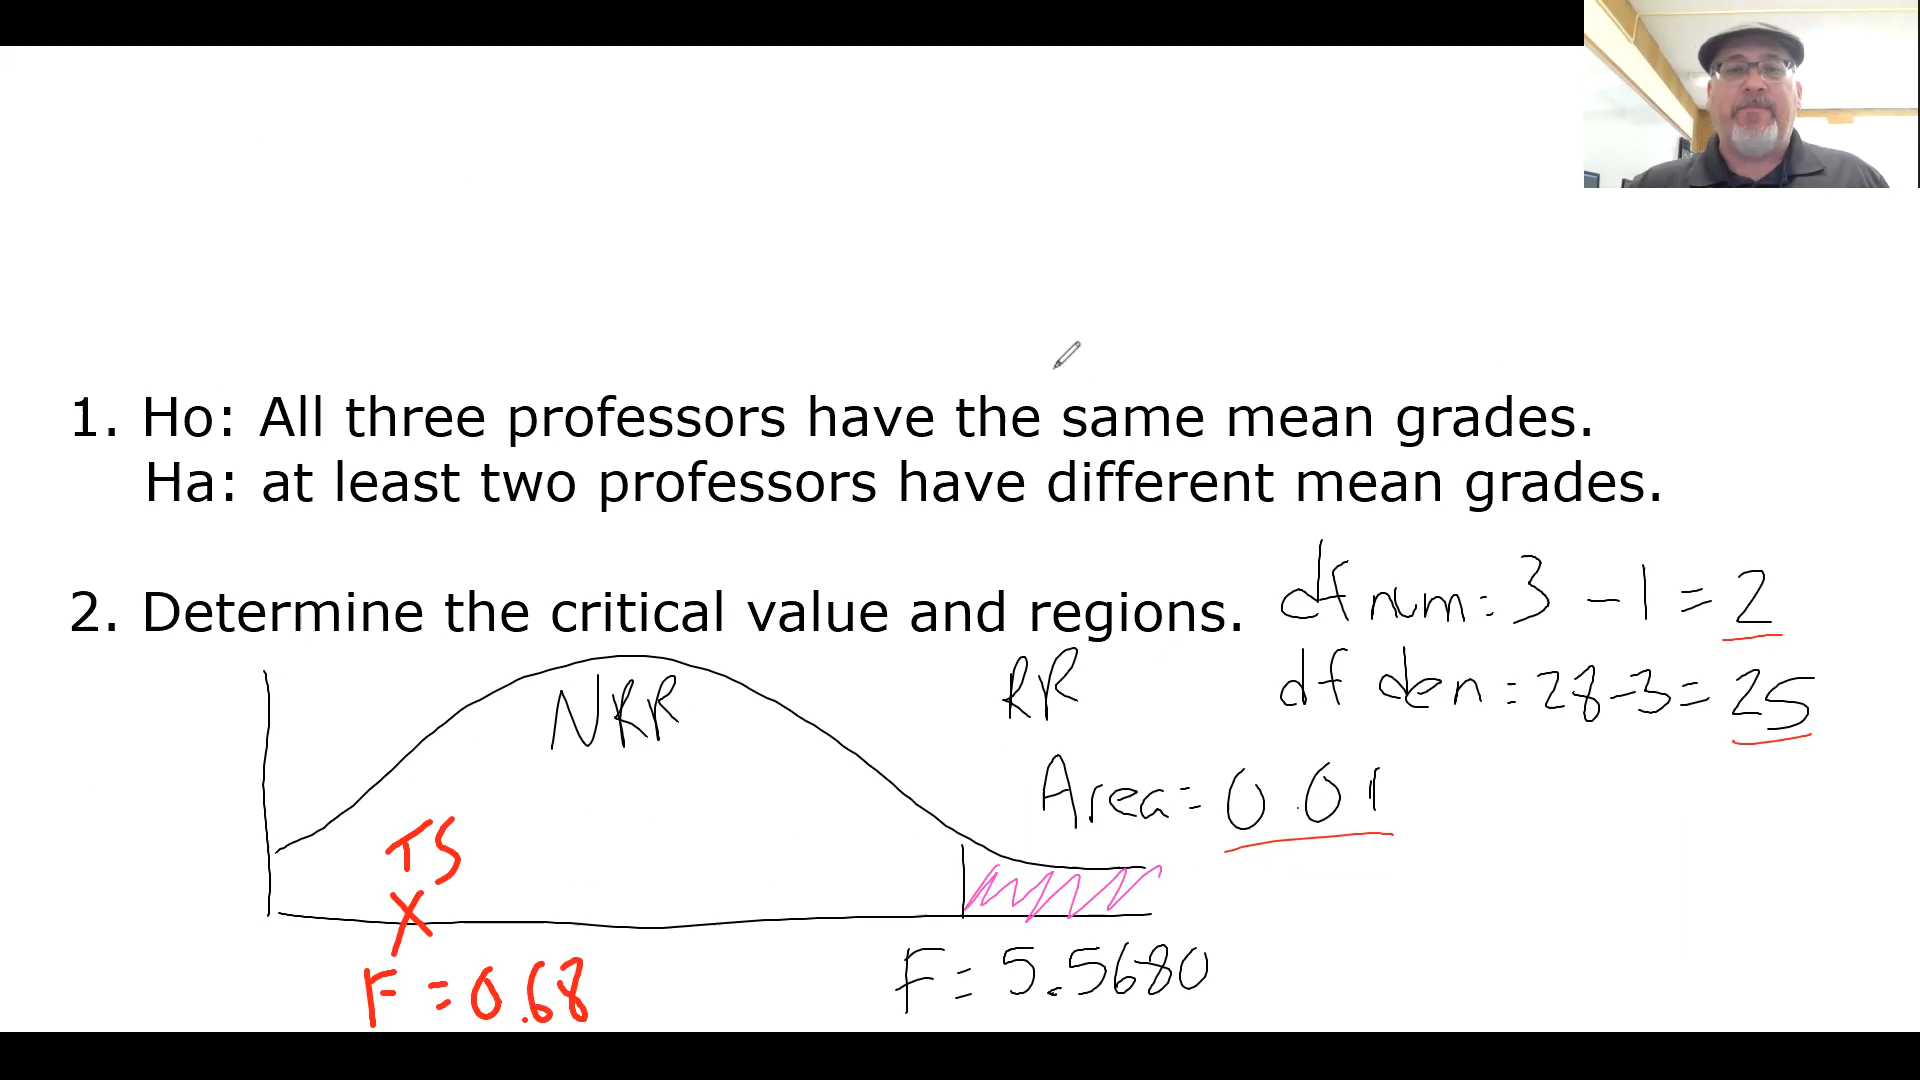 1. Ho: All three professors have the same mean grades.
Ha: at least two professors have different mean grades.
2. Determine the critical value and regions.
df num = 3 - 1 = 2
df den = 28 - 3 = 25
NRR
RR
Area = 0.01
TS
X
F = 0.68
F = 5.5680